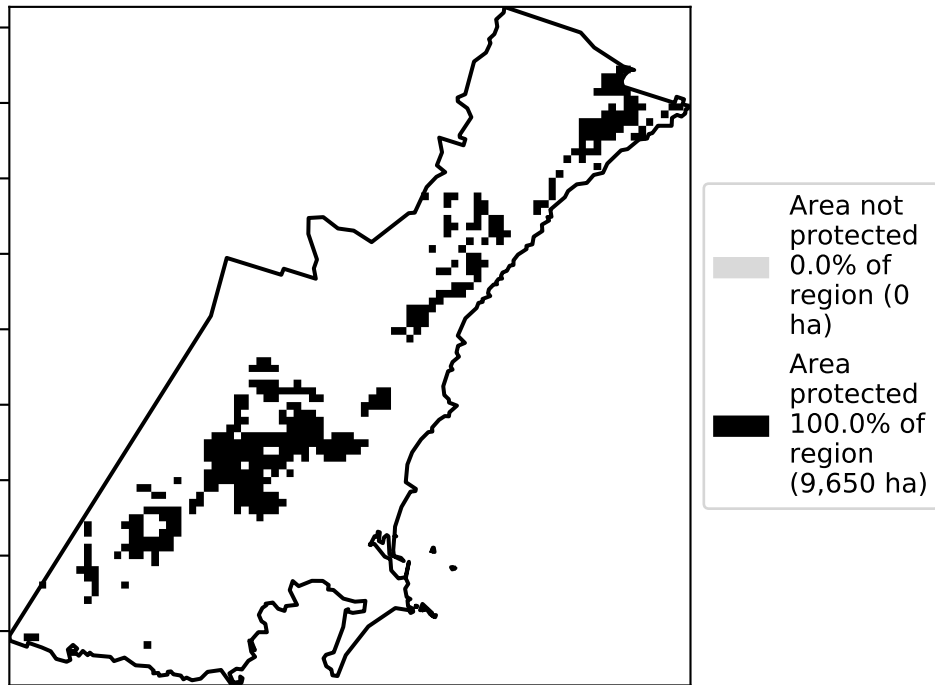 Area not
protected
0.0% of
region (0
ha)
Area
protected
100.0% of
region
(9,650 ha)